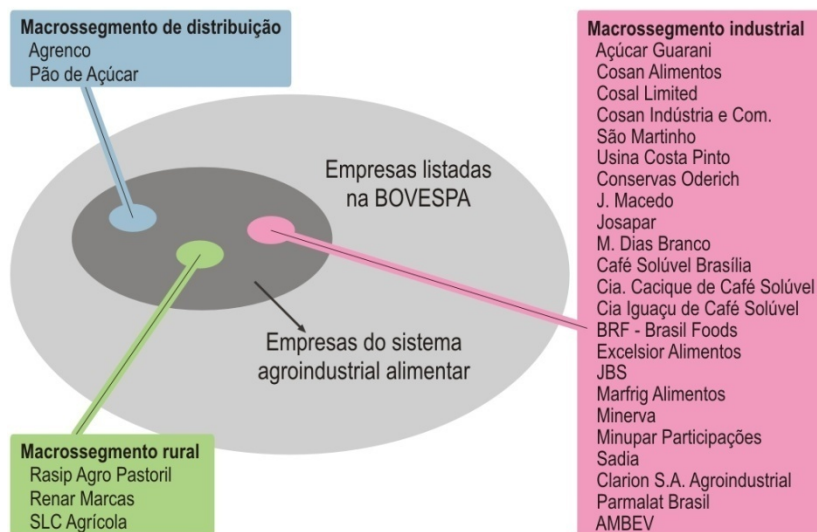 Macrossegmento de distribuição
Agrenco
Pão de Açúcar
Empresas listadas
na BOVESPA
Empresas do sistema
agroindustrial alimentar
Macrossegmento rural
Rasip Agro Pastoril
Renar Marcas
SLC Agrícola
Macrossegmento industrial
Açúcar Guarani
Cosan Alimentos
Cosal Limited
Cosan Indústria e Com.
São Martinho
Usina Costa Pinto
Conservas Oderich
J. Macedo
Josapar
M. Dias Branco
Café Solúvel Brasília
Cia. Cacique de Café Solúvel
Cia Iguaçu de Café Solúvel
BRF - Brasil Foods
Excelsior Alimentos
JBS
Marfrig Alimentos
Minerva
Minupar Participações
Sadia
Clarion S.A. Agroindustrial
Parmalat Brasil
AMBEV